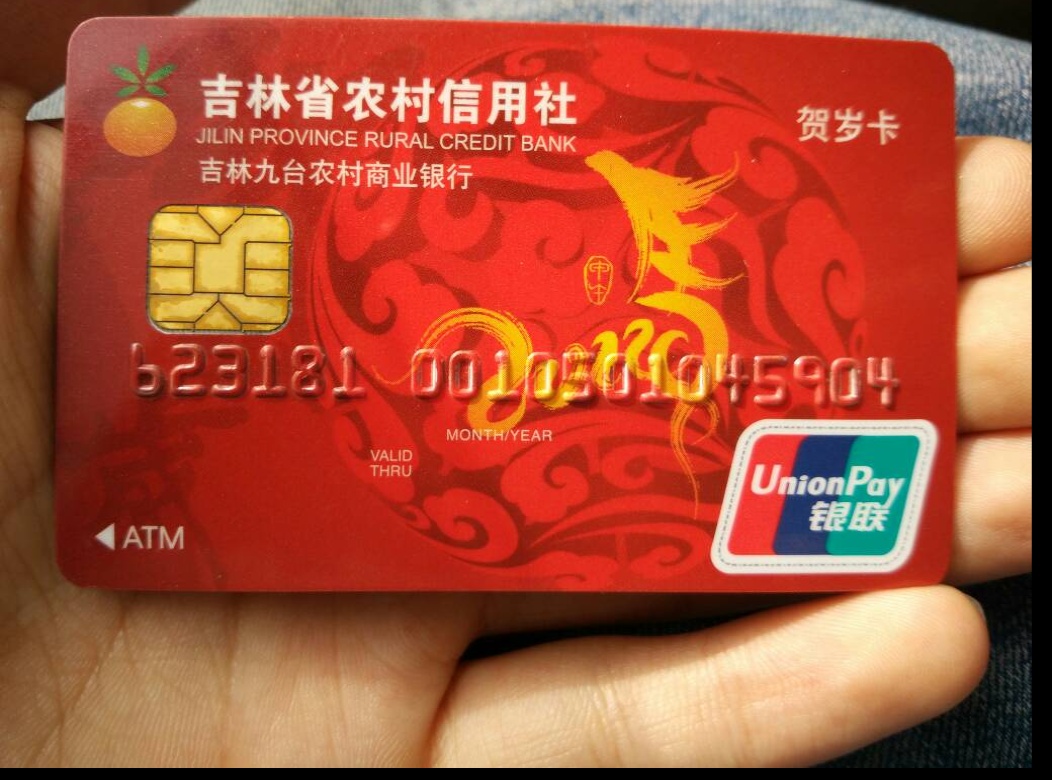 吉林省农村信用社
JILIN PROVINCE RURAL CREDIT BANK
吉林九台农村商业银行
贺岁卡
623181 0010501045904
MONTH/YEAR
VALID
THRU
UnionPay
银联
ATM